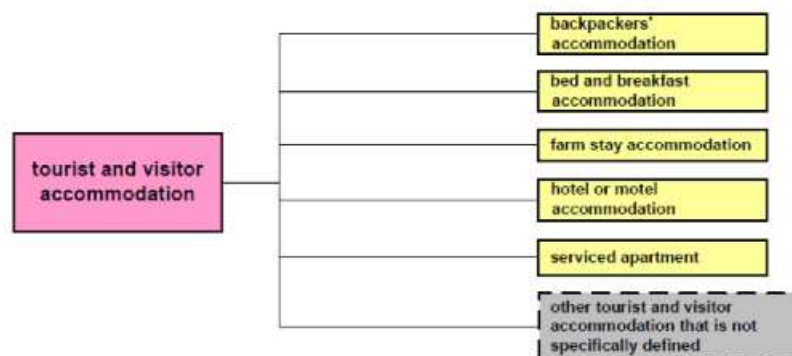 backpackers'
accommodation
bed and breakfast
accommodation
farm stay accommodation
tourist and visitor
accommodation
hotel or motel
accommodation
serviced apartment
other tourist and visitor
accommodation that is not
specifically defined